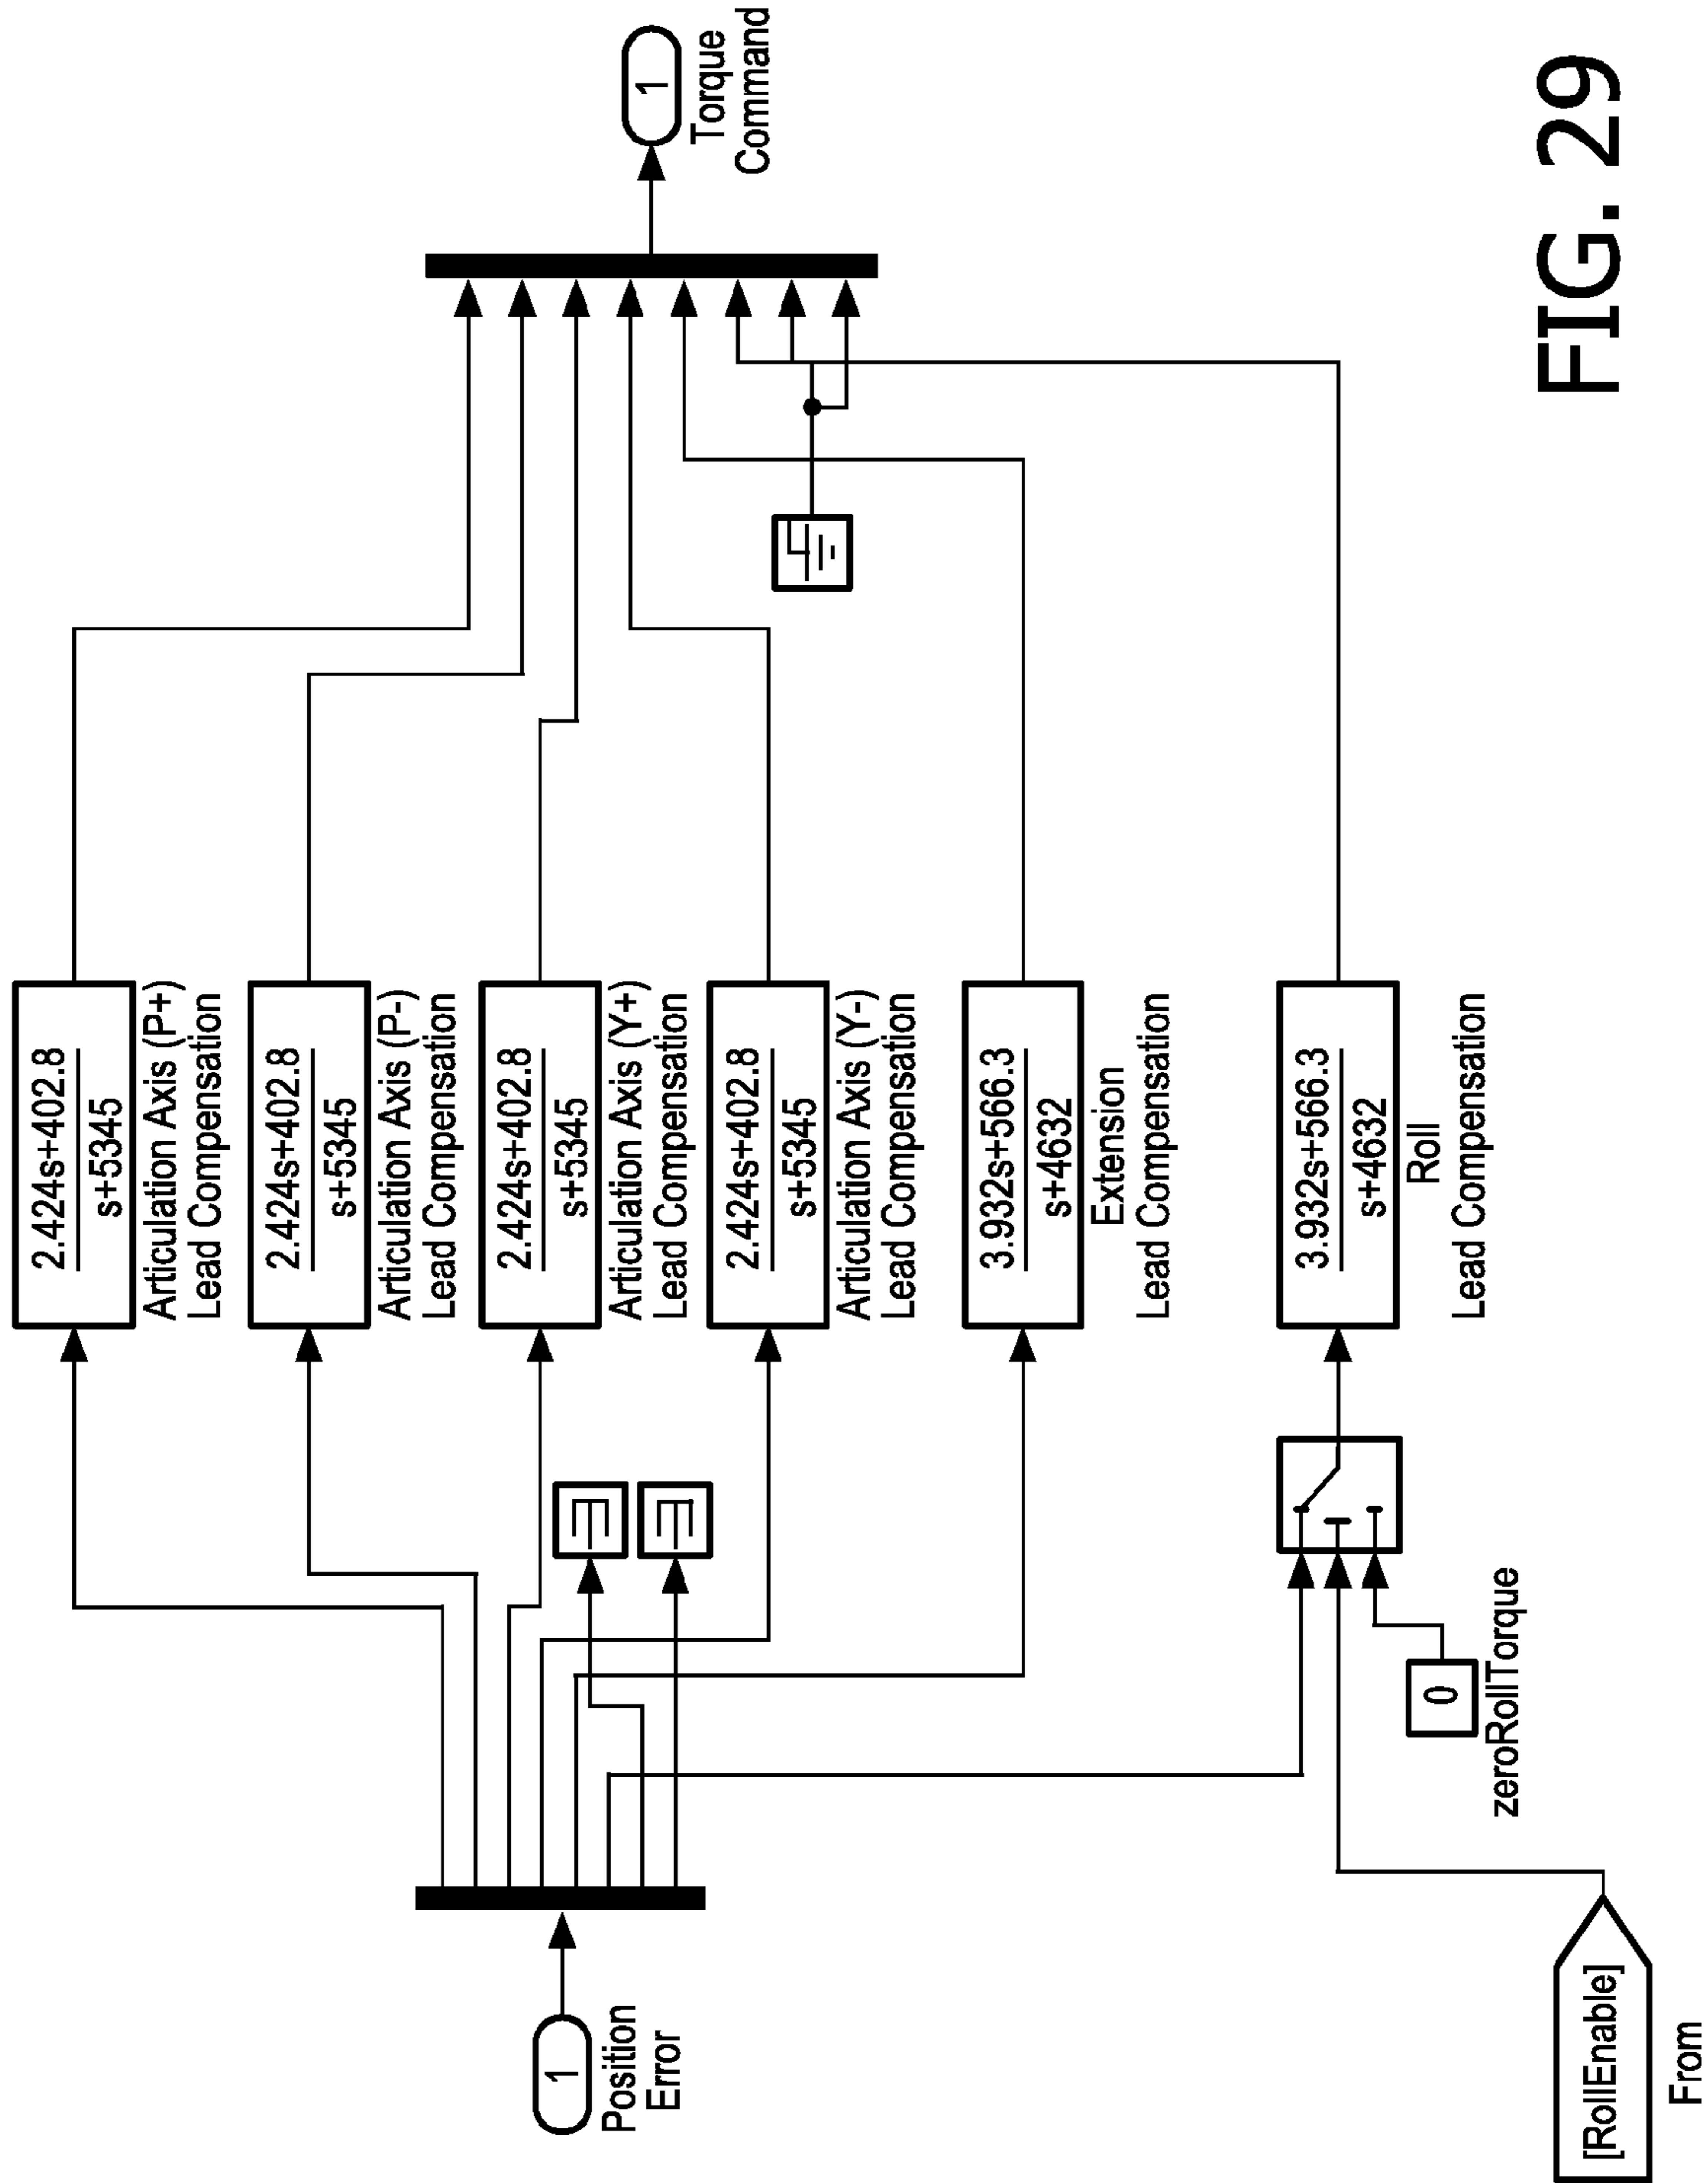 2.424s+402.8
s+5345
Articulation Axis (P+)
Lead Compensation
2.424s+402.8
s+5345
Articulation Axis (P-)
Lead Compensation
2.424s+402.8
s+5345
Articulation Axis (Y+)
Lead Compensation
2.424s+402.8
s+5345
Articulation Axis (Y-)
Lead Compensation
3.932s+566.3
s+4632
Extension
Lead Compensation
3.932s+566.3
s+4632
Roll
Lead Compensation
1
Position
Error
1
Torque
Command
0
zeroRollTorque
[RollEnable]
From
FIG. 29